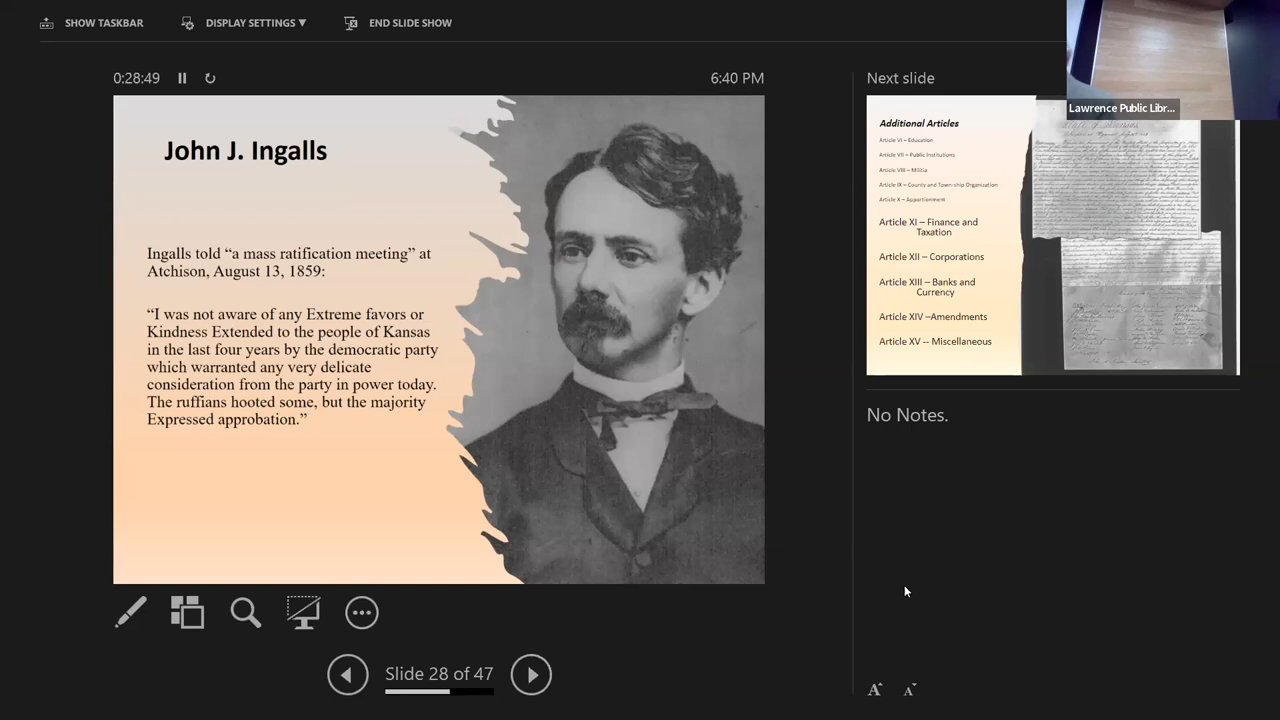 SHOW TASKBAR
DISPLAY SETTINGS ▼
END SLIDE SHOW
0:28:49
6:40 PM
Next slide
Lawrence Public Libr...
John J. Ingalls
Ingalls told “a mass ratification meeting” at
Atchison, August 13, 1859:
“I was not aware of any Extreme favors or
Kindness Extended to the people of Kansas
in the last four years by the democratic party
which warranted any very delicate
consideration from the party in power today.
The ruffians hooted some, but the majority
Expressed approbation.”
Additional Articles
Article VI – Education
Article VII – Public Institutions
Article VIII – Militia
Article IX – County and Township Organization
Article X – Apportionment
Article XI – Finance and
Taxation
Article XII – Corporations
Article XIII – Banks and
Currency
Article XIV –Amendments
Article XV -- Miscellaneous
No Notes.
Slide 28 of 47
A A